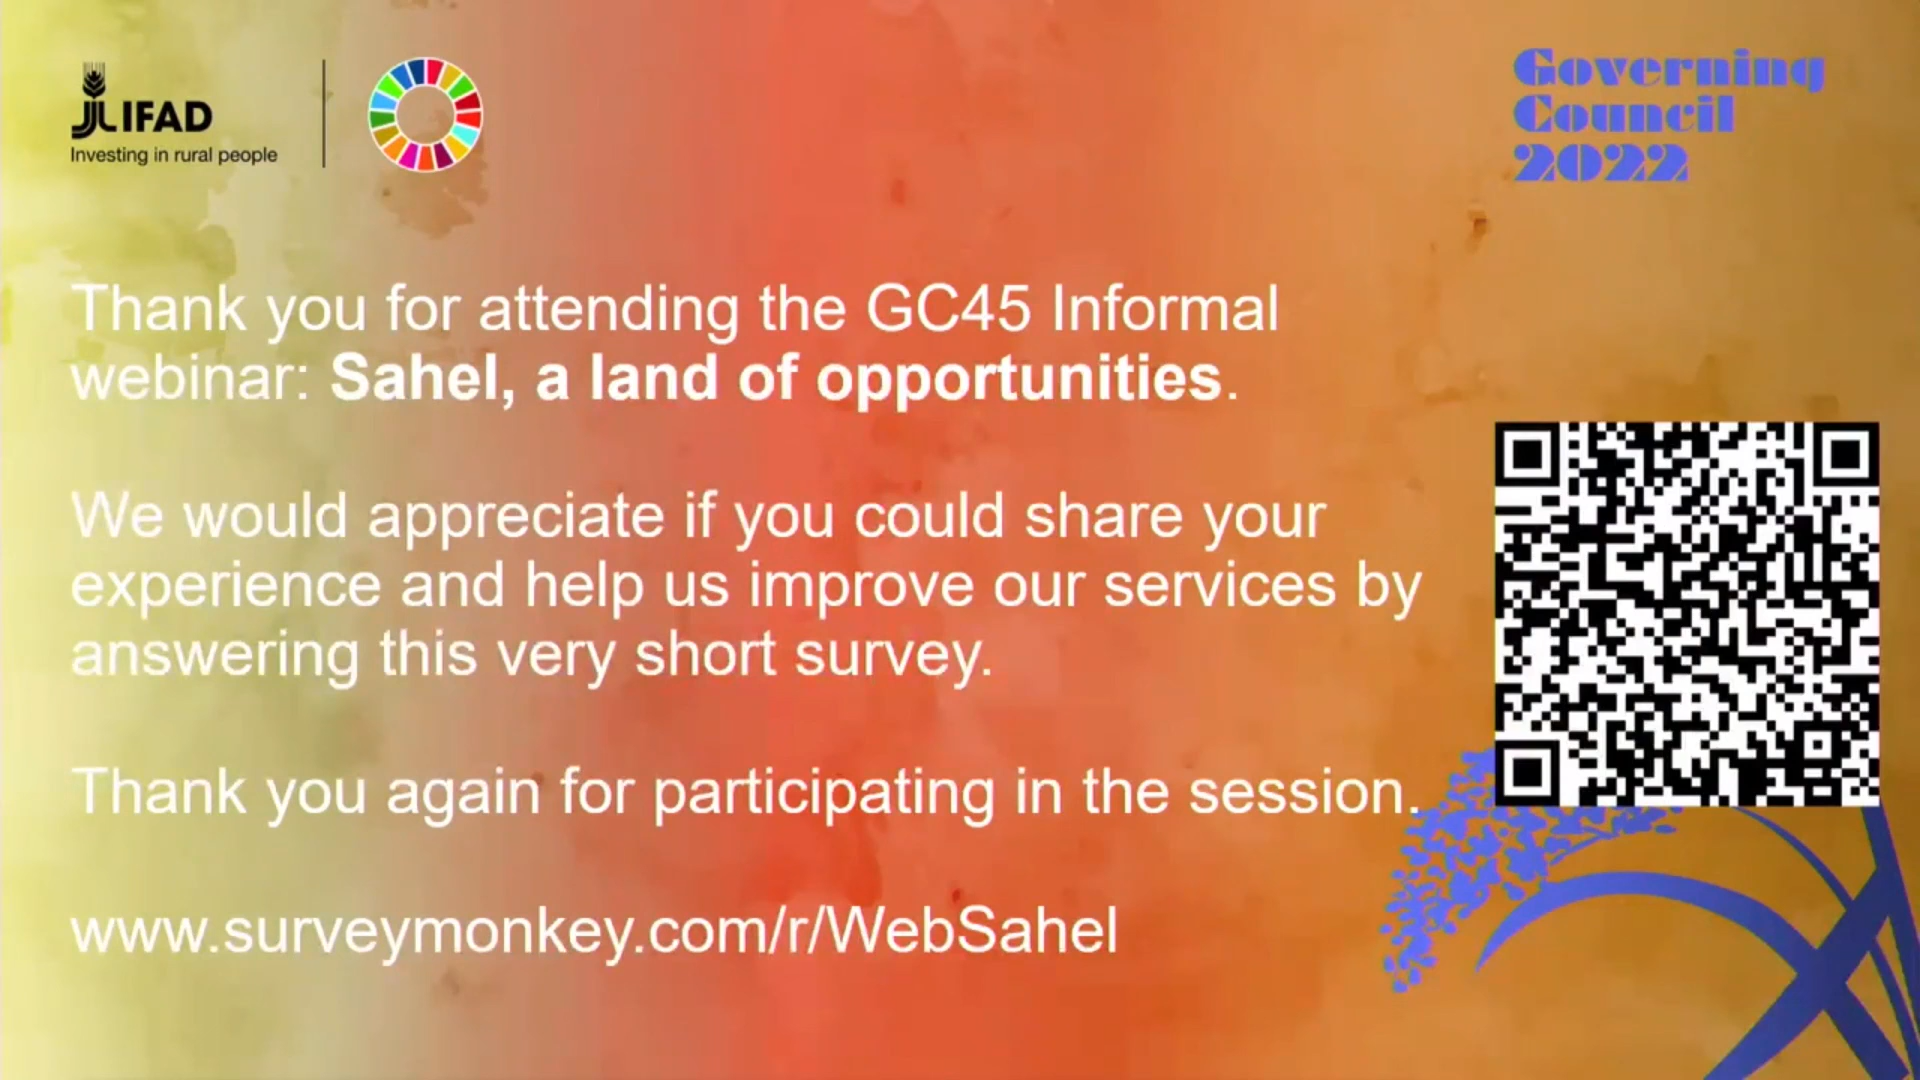 IFAD
Investing in rural people
Governing
Council
2022
Thank you for attending the GC45 Informal
webinar: Sahel, a land of opportunities.
We would appreciate if you could share your
experience and help us improve our services by
answering this very short survey.
Thank you again for participating in the session.
www.surveymonkey.com/r/WebSahel